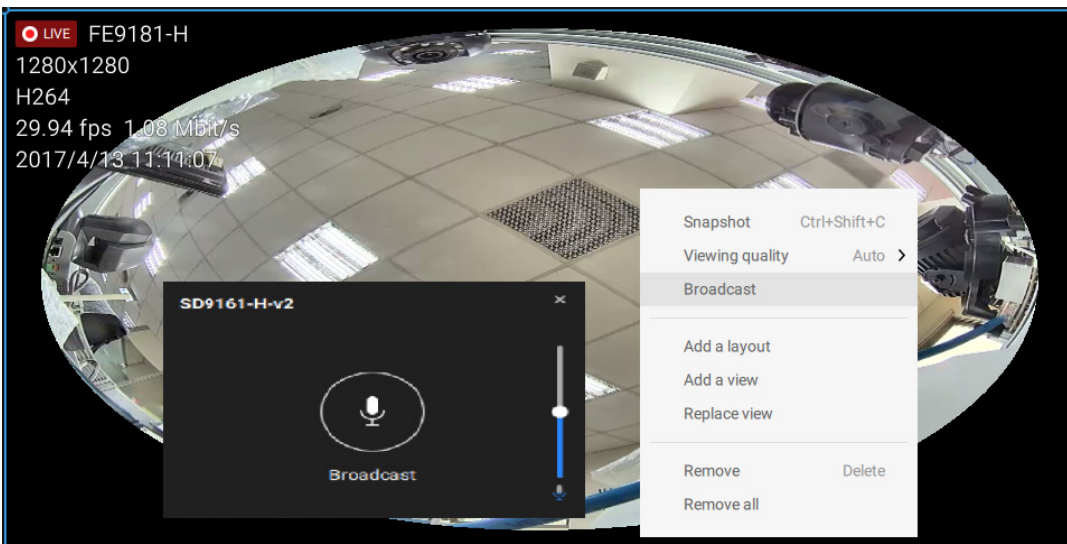 LIVE FE9181-H
1280x1280
H264
29.94 fps 1.08 Mbit/s
2017/4/13 11:11:07
Snapshot Ctrl+Shift+C
Viewing quality Auto
Broadcast
Add a layout
Add a view
Replace view
Remove Delete
Remove all
SD9161-H-v2
Broadcast